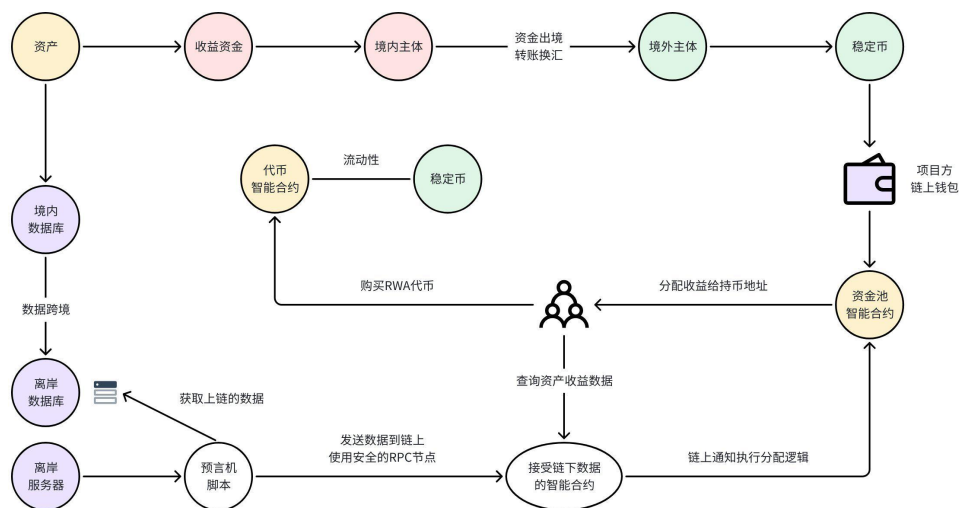 资产
收益资金
境内主体
资金出境
转账换汇
境外主体
稳定币
代币
智能合约
流动性
稳定币
项目方
链上钱包
境内
数据库
购买RWA代币
分配收益给持币地址
资金池
智能合约
数据跨境
离岸
数据库
获取上链的数据
查询资产收益数据
离岸
服务器
预言机
脚本
发送数据到链上
使用安全的RPC节点
接受链下数据
的智能合约
链上通知执行分配逻辑